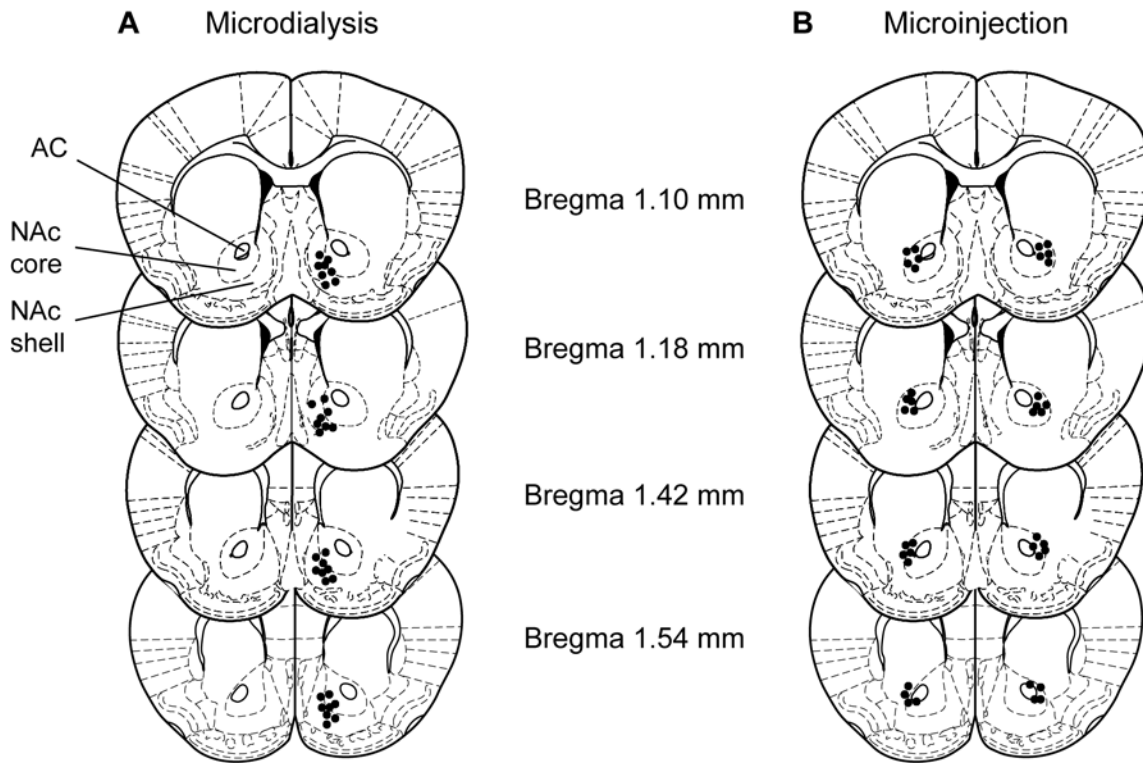 A Microdialysis
B Microinjection
AC
NAc
core
NAc
shell
Bregma 1.10 mm
Bregma 1.18 mm
Bregma 1.42 mm
Bregma 1.54 mm